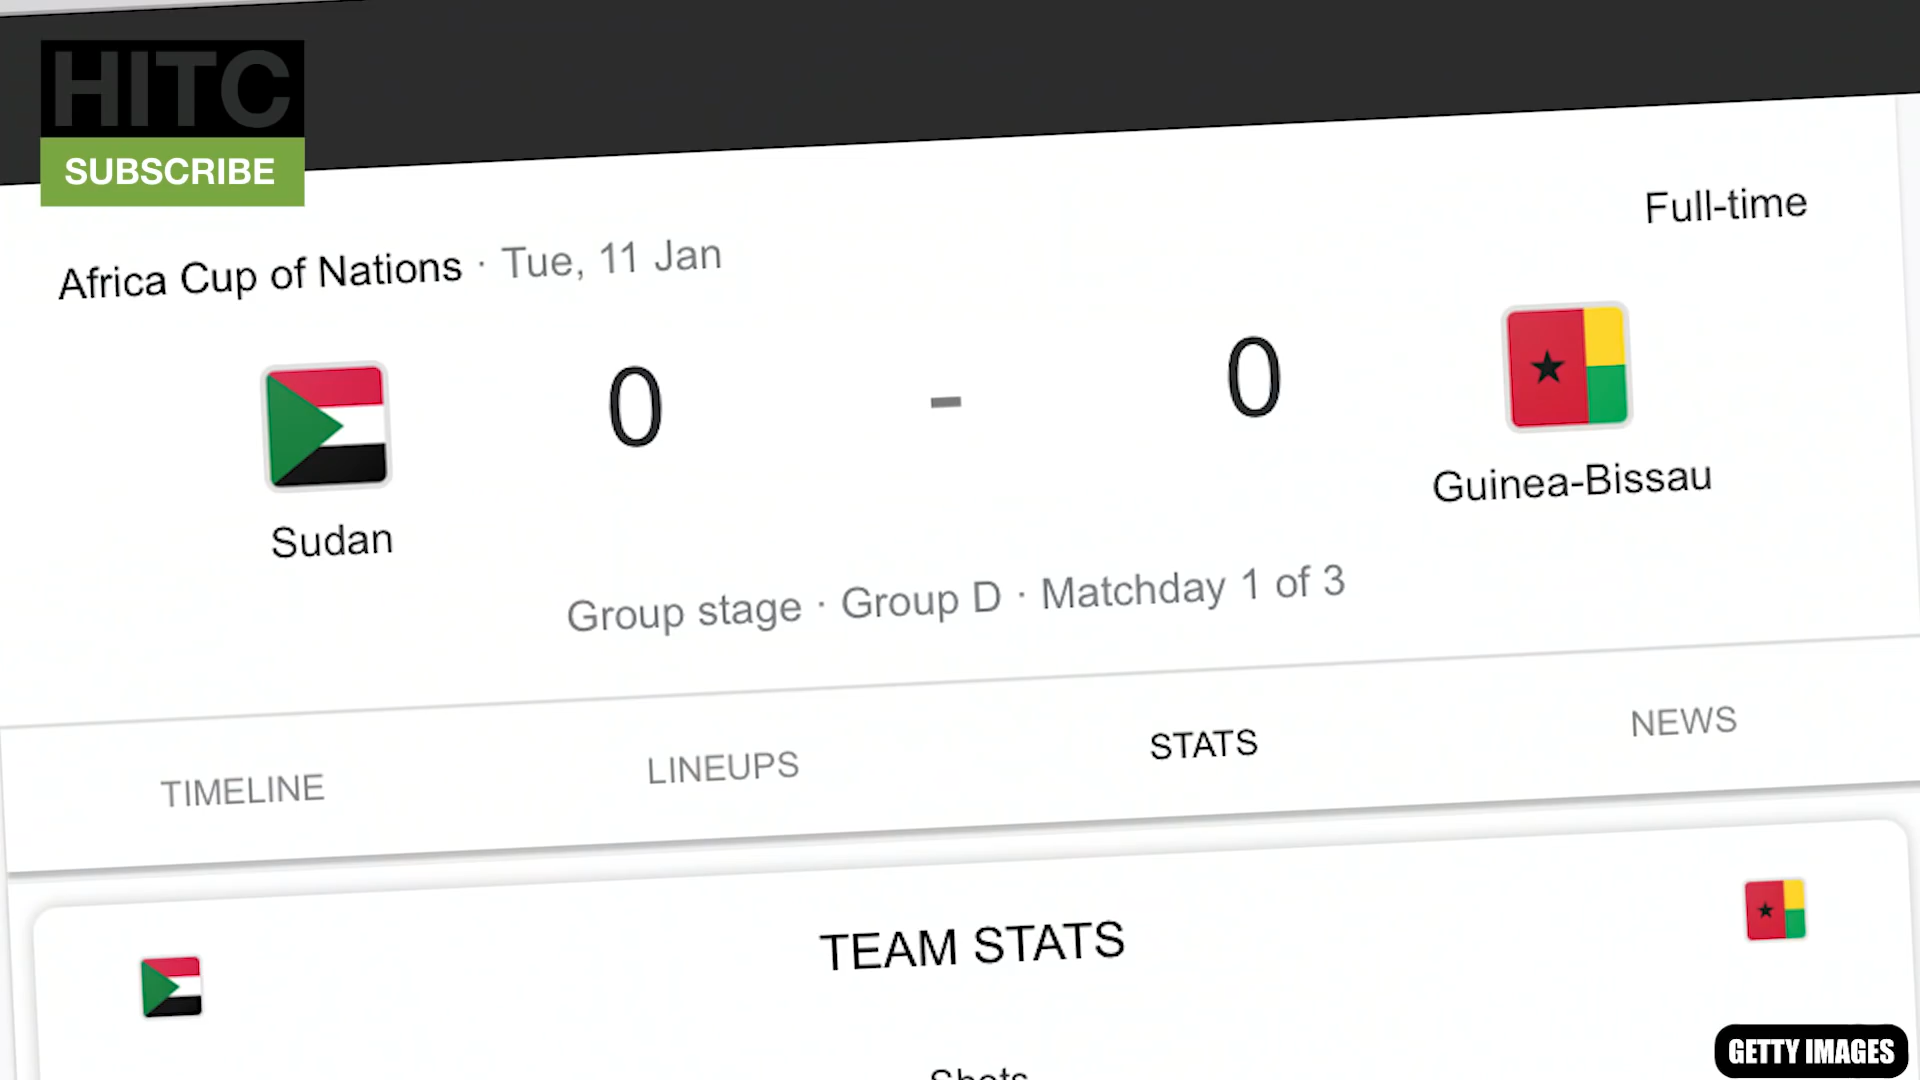 HITC
SUBSCRIBE
Full-time
Africa Cup of Nations · Tue, 11 Jan
0 - 0
Sudan
Guinea-Bissau
Group stage · Group D · Matchday 1 of 3
TIMELINE LINEUPS STATS NEWS
TEAM STATS
Shots
GETTY IMAGES